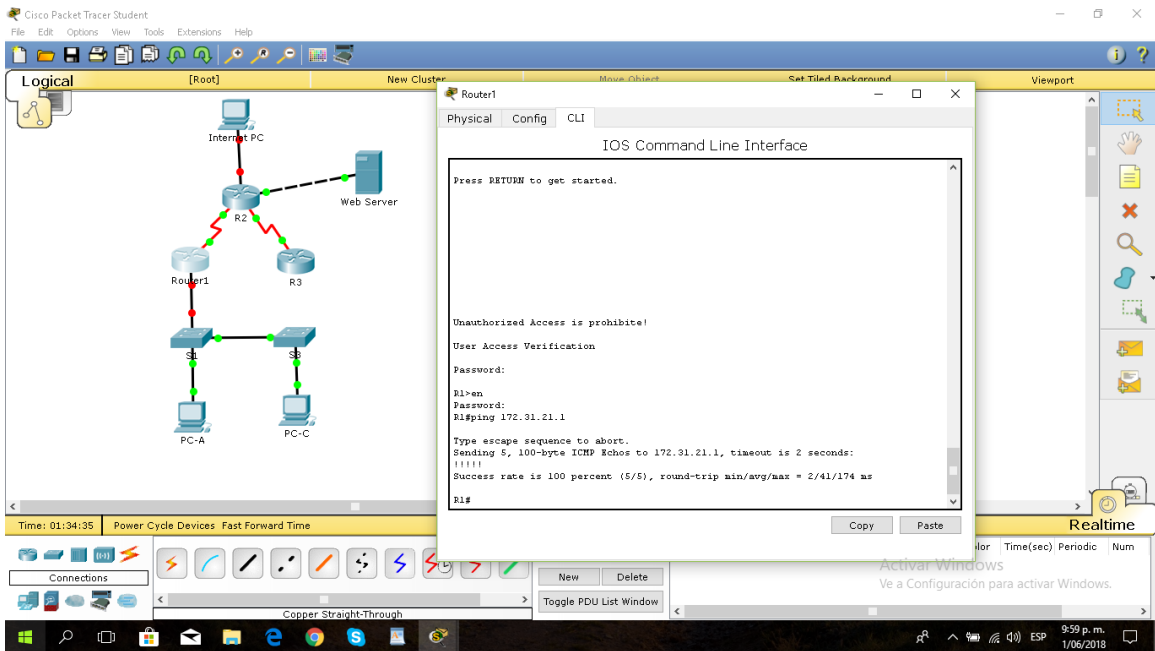 Cisco Packet Tracer Student
File Edit Options View Tools Extensions Help
Logical [Root] New Cluster Move Object Set Tiled Background Viewport
Internet PC
Web Server
R2
Router1
R3
S1
S3
PC-A
PC-C
Router1
Physical Config CLI
IOS Command Line Interface
Press RETURN to get started.
Unauthorized Access is prohibite!
User Access Verification
Password:
R1>en
Password:
R1#ping 172.31.21.1
Type escape sequence to abort.
Sending 5, 100-byte ICMP Echos to 172.31.21.1, timeout is 2 seconds:
!!!!!
Success rate is 100 percent (5/5), round-trip min/avg/max = 2/41/174 ms
R1#
Copy Paste
Time: 01:34:35 Power Cycle Devices Fast Forward Time
Realtime
Connections
Copper Straight-Through
New Delete
Toggle PDU List Window
Time(sec) Periodic Num
Activar Windows
Ve a Configuración para activar Windows.
ESP
9:59 p. m.
1/06/2018